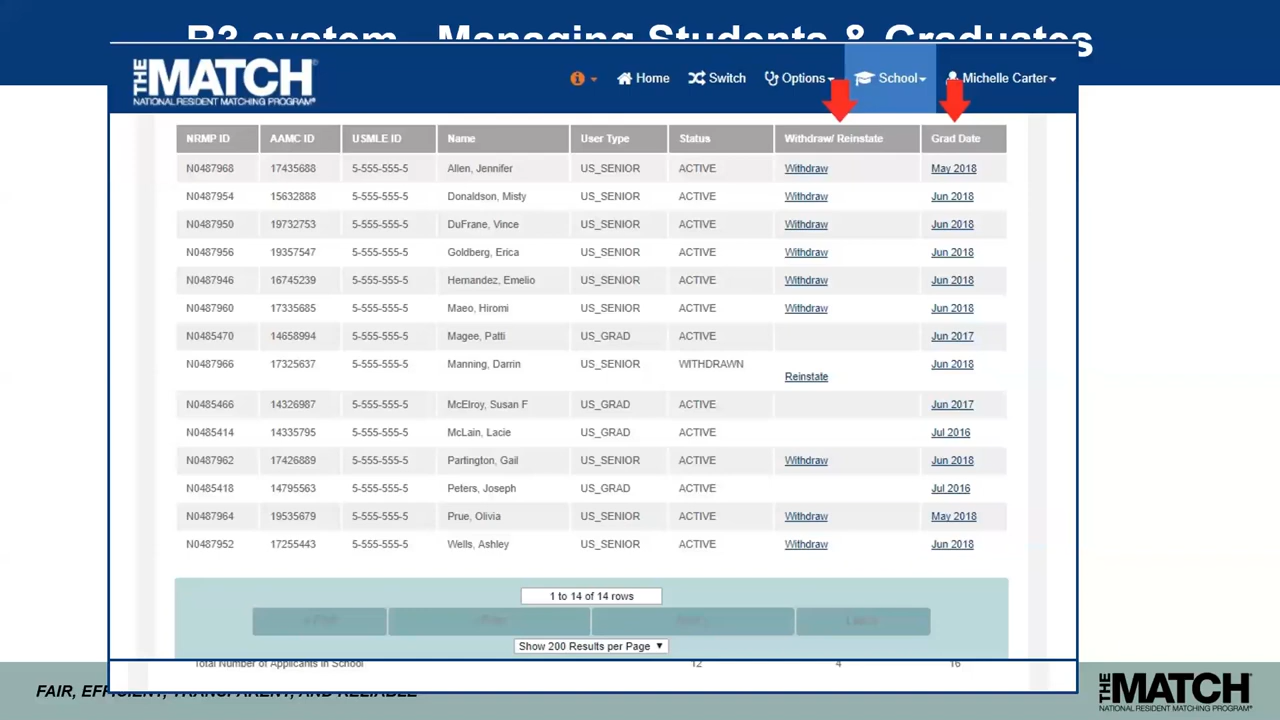 R3 system - Managing Students & Graduates
THE MATCH
NATIONAL RESIDENT MATCHING PROGRAM®
Home Switch Options School Michelle Carter
NRMP ID AAMC ID USMLE ID Name User Type Status Withdraw/ Reinstate Grad Date
N0487968 17435688 5-555-555-5 Allen, Jennifer US_SENIOR ACTIVE Withdraw May 2018
N0487954 15632888 5-555-555-5 Donaldson, Misty US_SENIOR ACTIVE Withdraw Jun 2018
N0487950 19732753 5-555-555-5 DuFrane, Vince US_SENIOR ACTIVE Withdraw Jun 2018
N0487956 19357547 5-555-555-5 Goldberg, Erica US_SENIOR ACTIVE Withdraw Jun 2018
N0487946 16745239 5-555-555-5 Hernandez, Emelio US_SENIOR ACTIVE Withdraw Jun 2018
N0487960 17335685 5-555-555-5 Maeo, Hiromi US_SENIOR ACTIVE Withdraw Jun 2018
N0485470 14658994 5-555-555-5 Magee, Patti US_GRAD ACTIVE Jun 2017
N0487966 17325637 5-555-555-5 Manning, Darrin US_SENIOR WITHDRAWN Jun 2018
Reinstate
N0485466 14326987 5-555-555-5 McElroy, Susan F US_GRAD ACTIVE Jun 2017
N0485414 14335795 5-555-555-5 McLain, Lacie US_GRAD ACTIVE Jul 2016
N0487962 17426889 5-555-555-5 Partington, Gail US_SENIOR ACTIVE Withdraw Jun 2018
N0485418 14795563 5-555-555-5 Peters, Joseph US_GRAD ACTIVE Jul 2016
N0487964 19535679 5-555-555-5 Prue, Olivia US_SENIOR ACTIVE Withdraw May 2018
N0487952 17255443 5-555-555-5 Wells, Ashley US_SENIOR ACTIVE Withdraw Jun 2018
1 to 14 of 14 rows
Show 200 Results per Page
Total Number of Applicants in School 12 4 16
FAIR, EFFICIENT, TRANSPARENT, AND RELIABLE
THE MATCH
NATIONAL RESIDENT MATCHING PROGRAM®